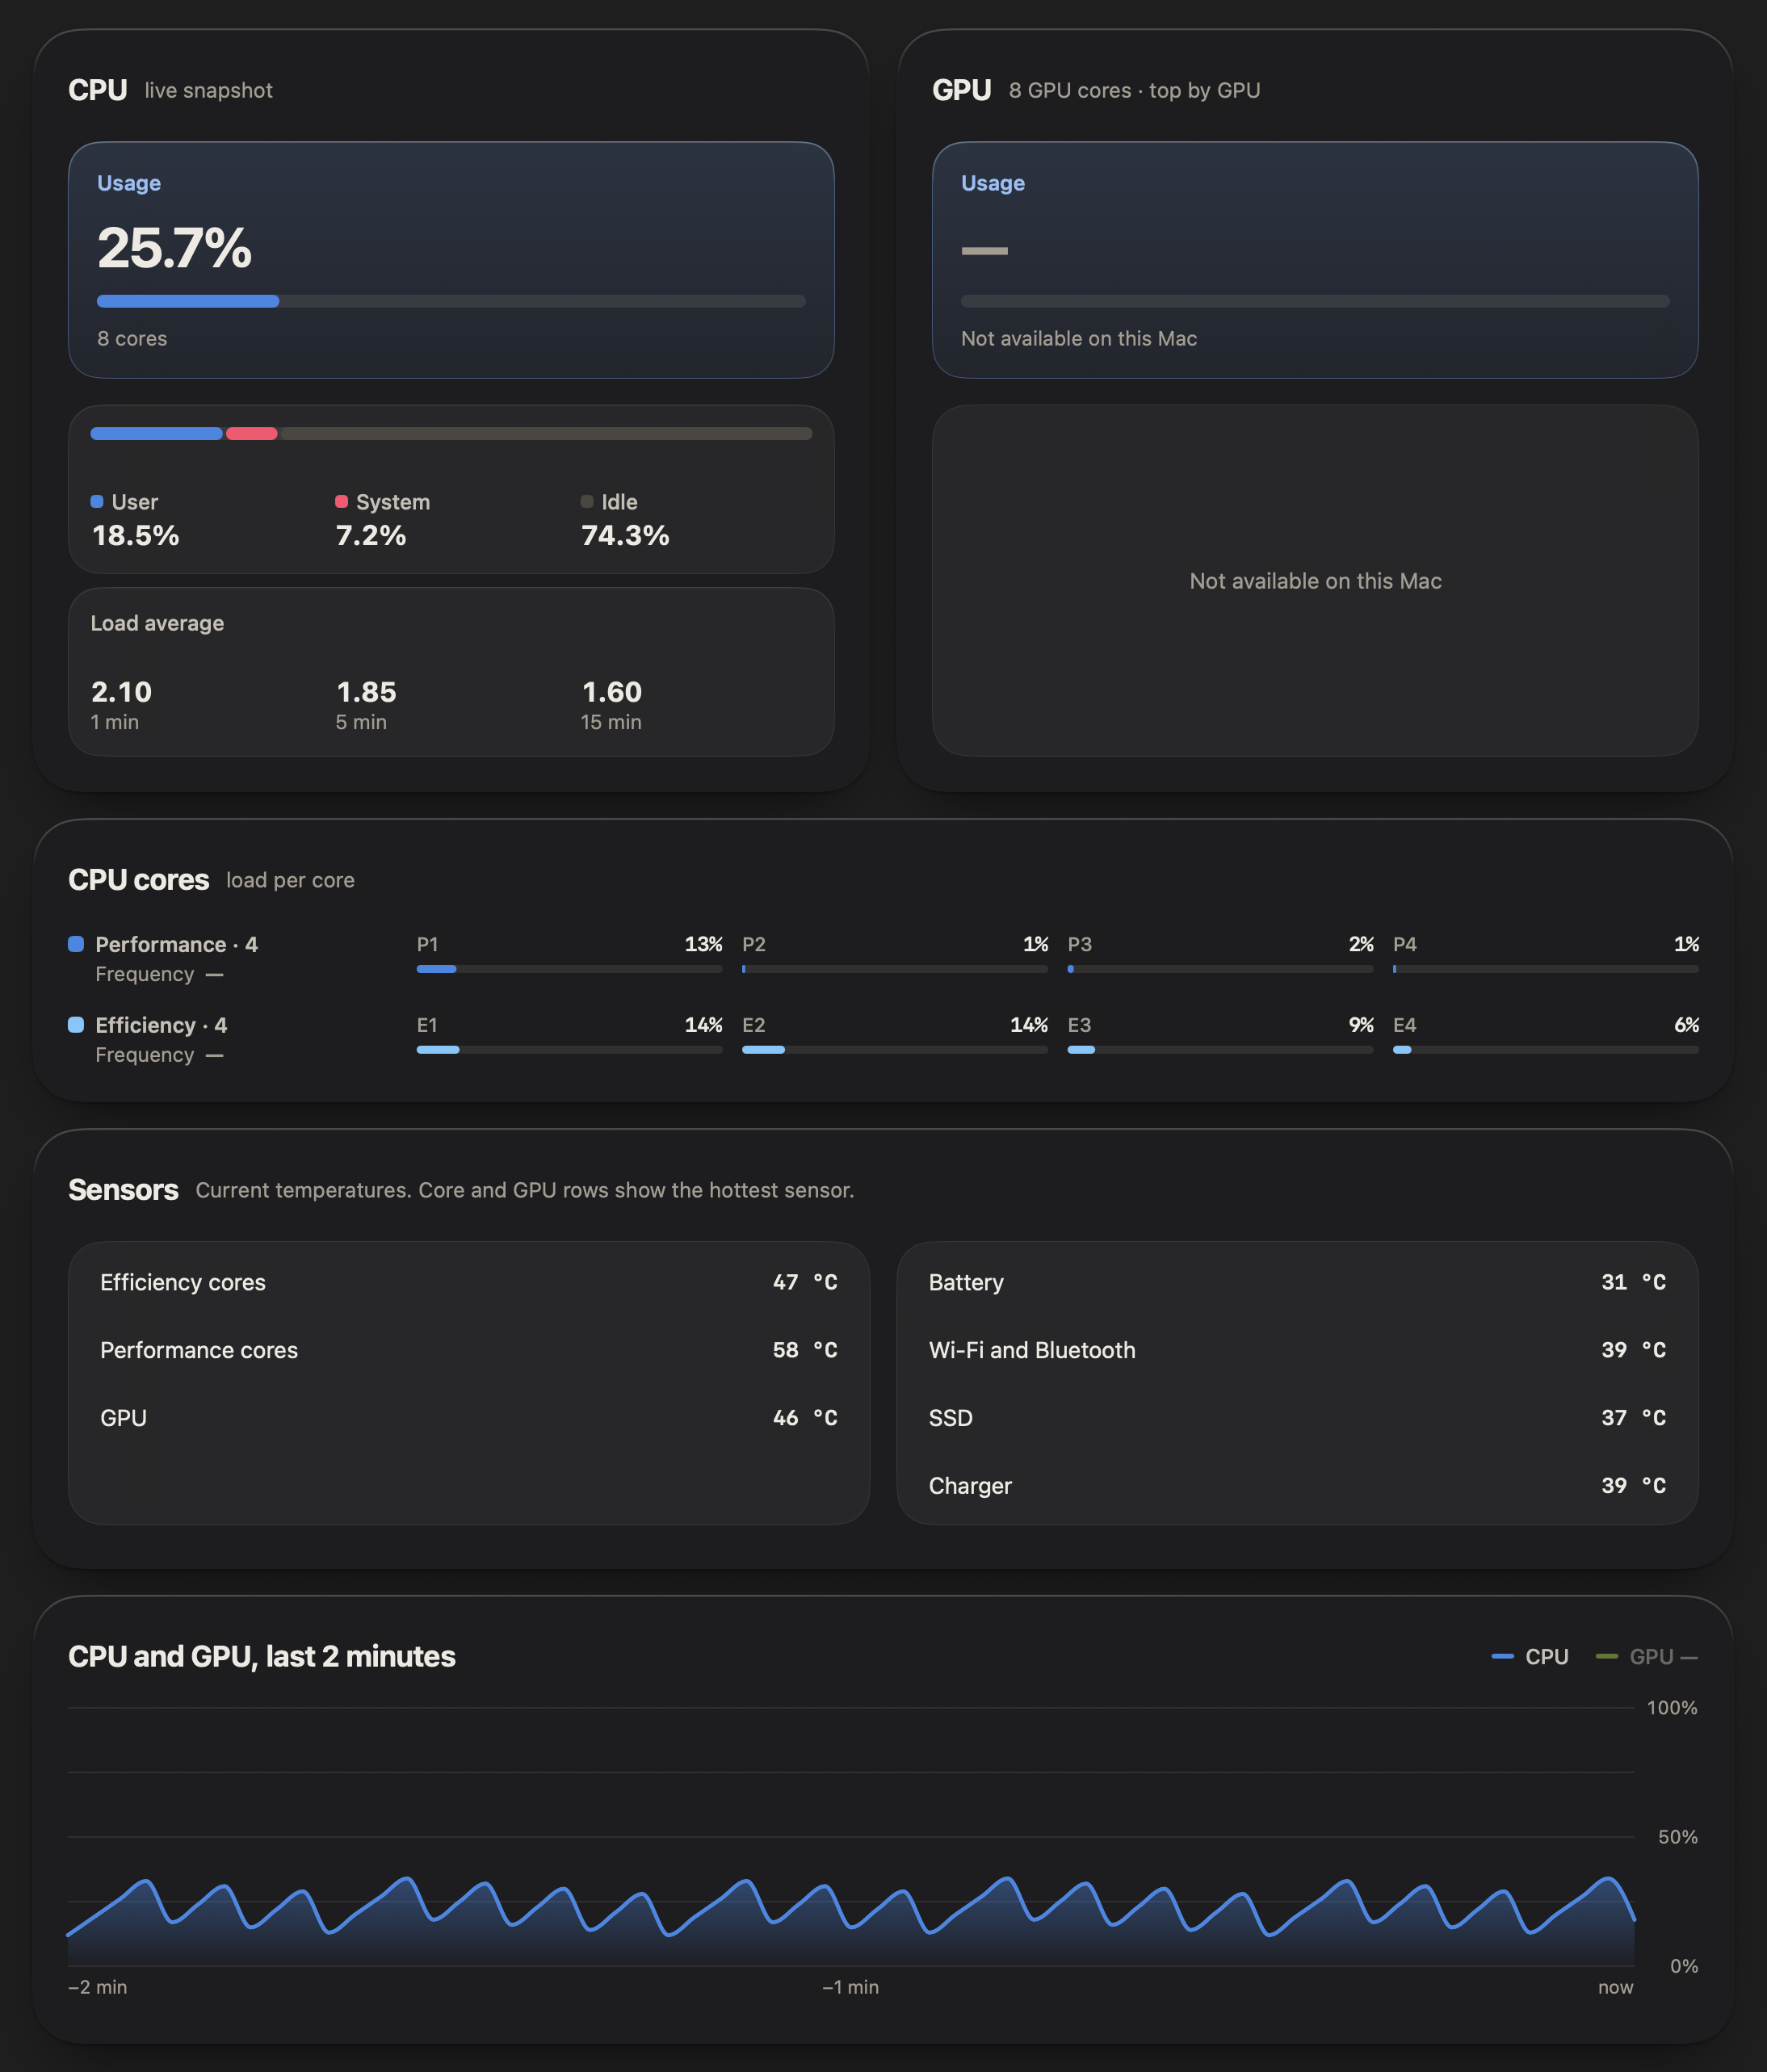 CPU live snapshot
Usage
25.7%
8 cores
User System Idle
18.5% 7.2% 74.3%
Load average
2.10 1.85 1.60
1 min 5 min 15 min
GPU 8 GPU cores · top by GPU
Usage
—
Not available on this Mac
Not available on this Mac
CPU cores load per core
Performance · 4 P1 13% P2 1% P3 2% P4 1%
Frequency —
Efficiency · 4 E1 14% E2 14% E3 9% E4 6%
Frequency —
Sensors Current temperatures. Core and GPU rows show the hottest sensor.
Efficiency cores 47 °C
Performance cores 58 °C
GPU 46 °C
Battery 31 °C
Wi-Fi and Bluetooth 39 °C
SSD 37 °C
Charger 39 °C
CPU and GPU, last 2 minutes CPU GPU —
100%
50%
0%
−2 min −1 min now